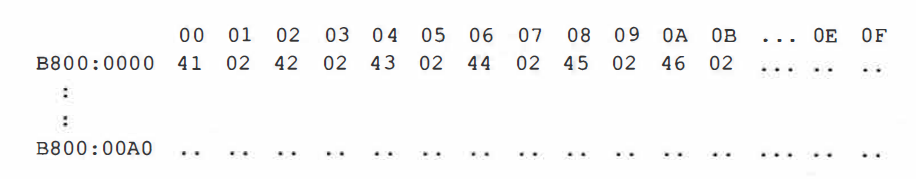 00 01 02 03 04 05 06 07 08 09 0A 0B ... 0E 0F
B800:0000 41 02 42 02 43 02 44 02 45 02 46 02 ... .. ..
:
:
B800:00A0 .. .. .. .. .. .. .. .. .. .. .. .. ... .. ..